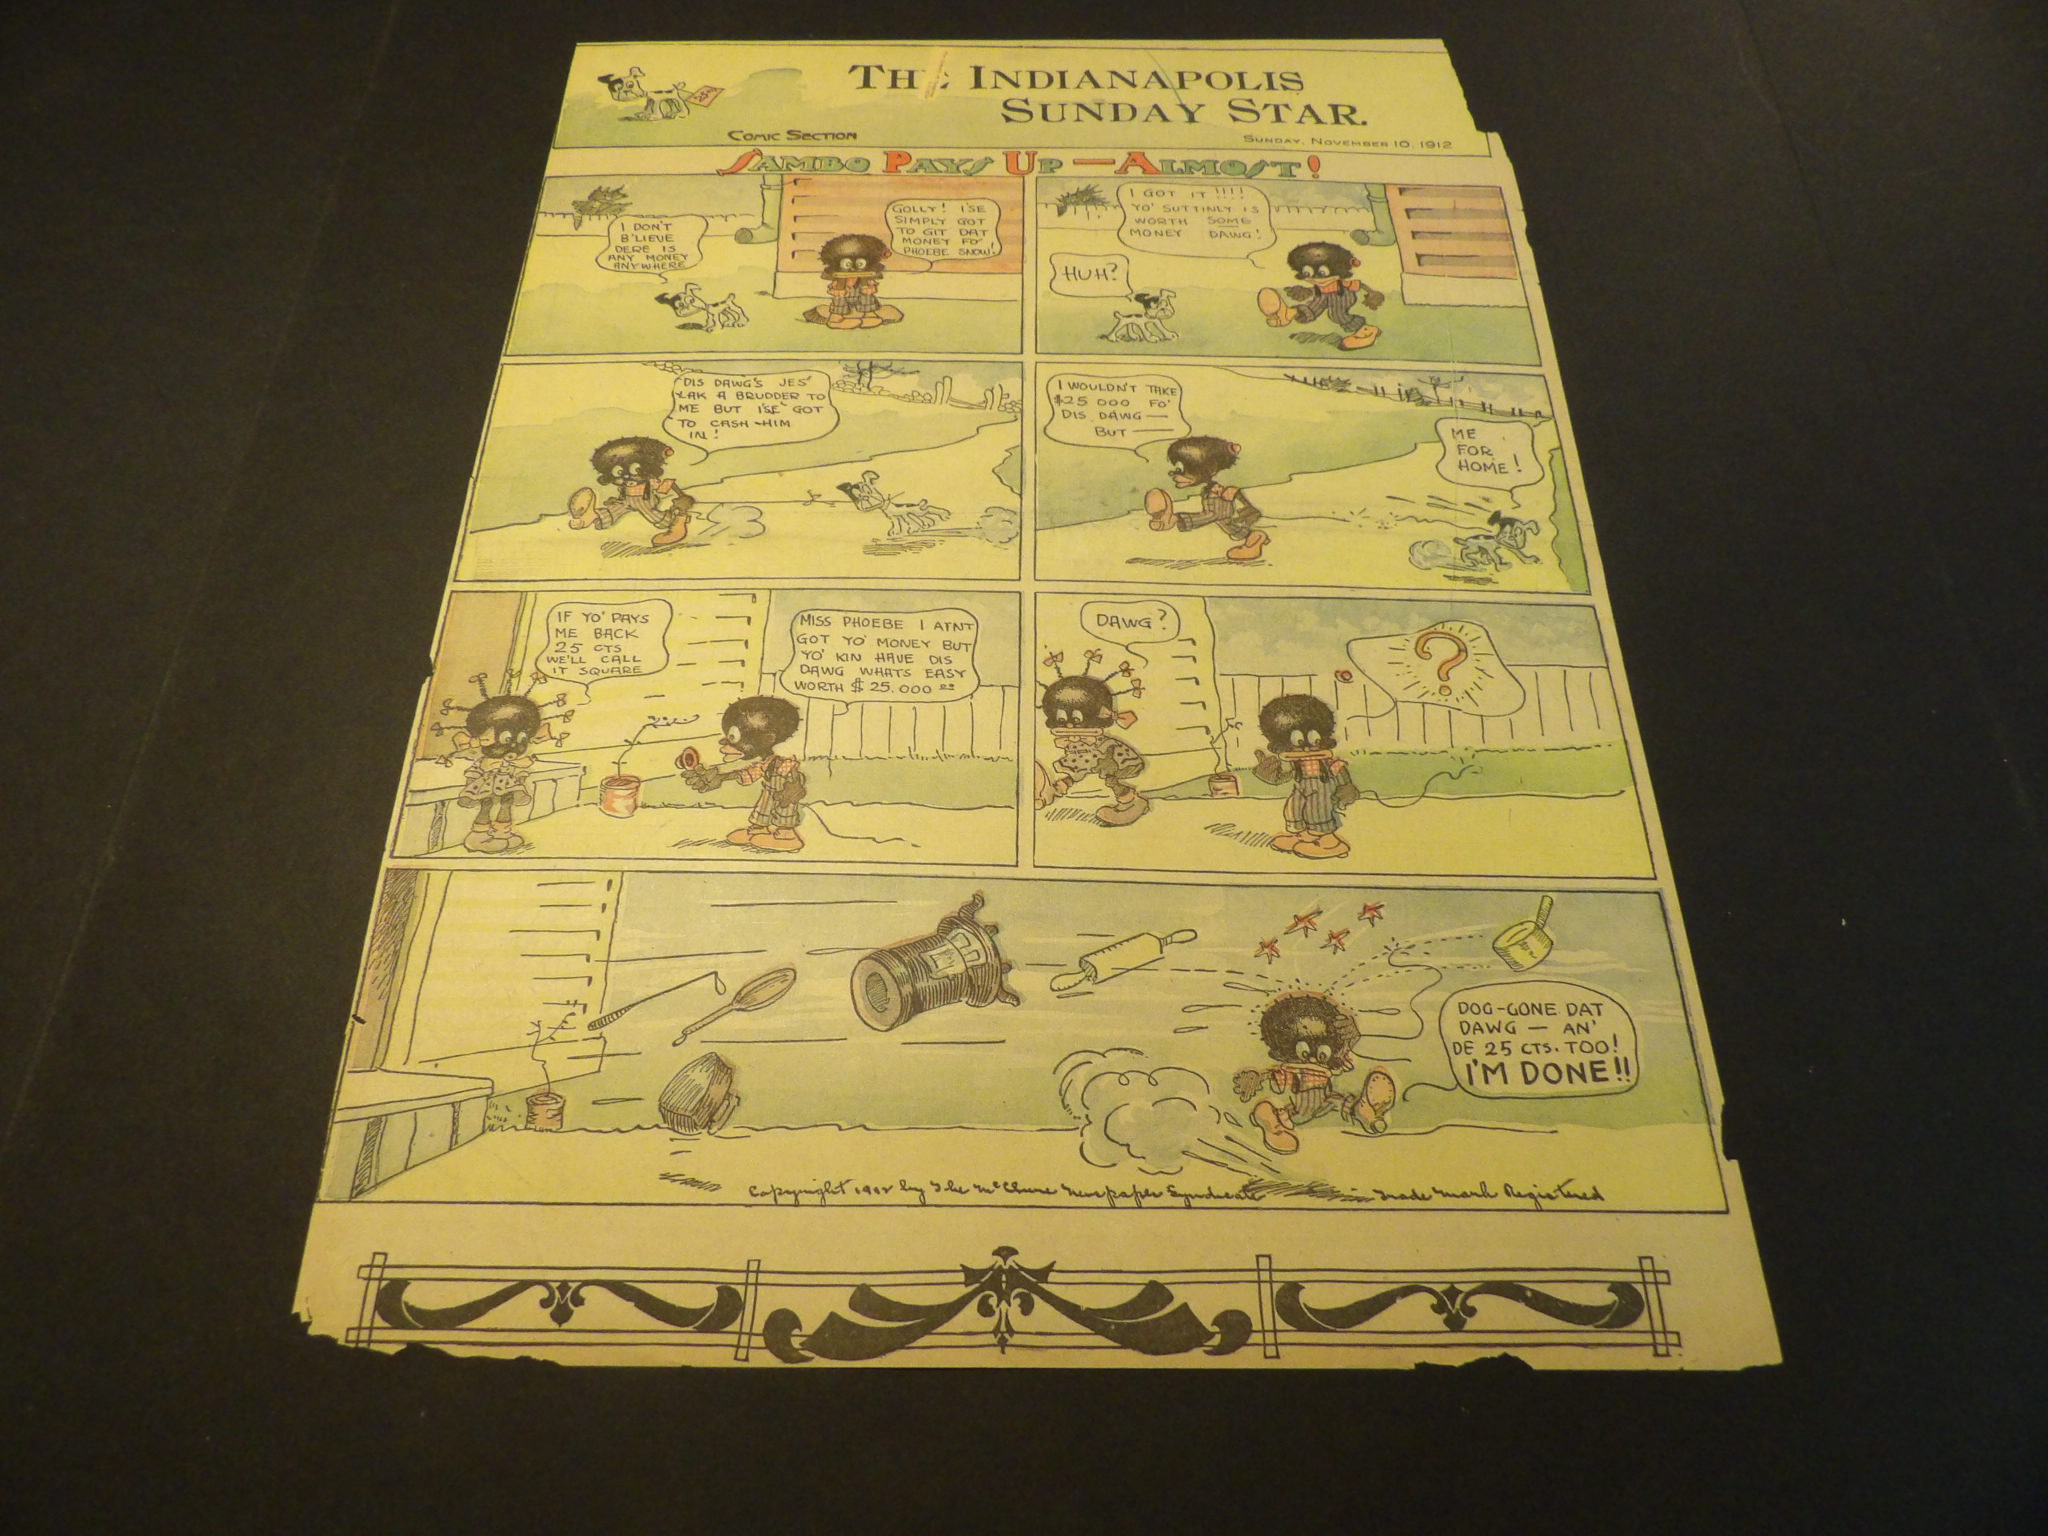 THE INDIANAPOLIS
SUNDAY STAR.
COMIC SECTION
SUNDAY, NOVEMBER 10, 1912
SAMBO PAYS UP — ALMOST!
I DON'T
B'LIEVE
DERE IS
ANY MONEY
ANYWHERE
GOLLY! I'SE
SIMPLY GOT
TO GIT DAT
MONEY FO'
PHOEBE SNOW!
I GOT IT!!!!
YO' SUTTINLY IS
WORTH SOME
MONEY DAWG!
HUH?
DIS DAWG'S JES'
LAK A BRUDDER TO
ME BUT I'SE GOT
TO CASH HIM
IN!
I WOULDN'T TAKE
$25 000 FO'
DIS DAWG —
BUT —
ME
FOR
HOME!
IF YO' PAYS
ME BACK
25 CTS
WE'LL CALL
IT SQUARE
MISS PHOEBE I AINT
GOT YO' MONEY BUT
YO' KIN HAVE DIS
DAWG WHATS EASY
WORTH $25.000 00
DAWG?
?
DOG-GONE DAT
DAWG — AN'
DE 25 CTS. TOO!
I'M DONE!!
Copyright 1912 by The McClure Newspaper Syndicate — Trade Mark Registered